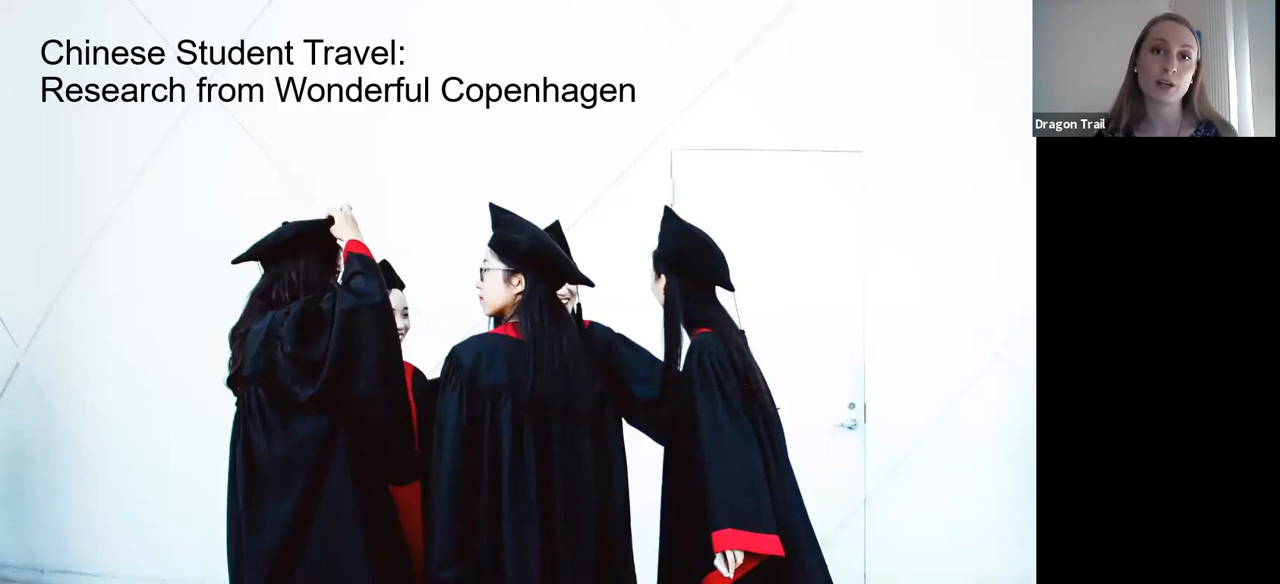 Chinese Student Travel:
Research from Wonderful Copenhagen
Dragon Trail